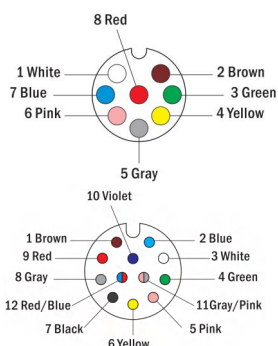 8 Red
1 White
2 Brown
7 Blue
3 Green
6 Pink
4 Yellow
5 Gray
10 Violet
1 Brown
2 Blue
9 Red
3 White
8 Gray
4 Green
12 Red/Blue
11Gray/Pink
7 Black
5 Pink
6 Yellow